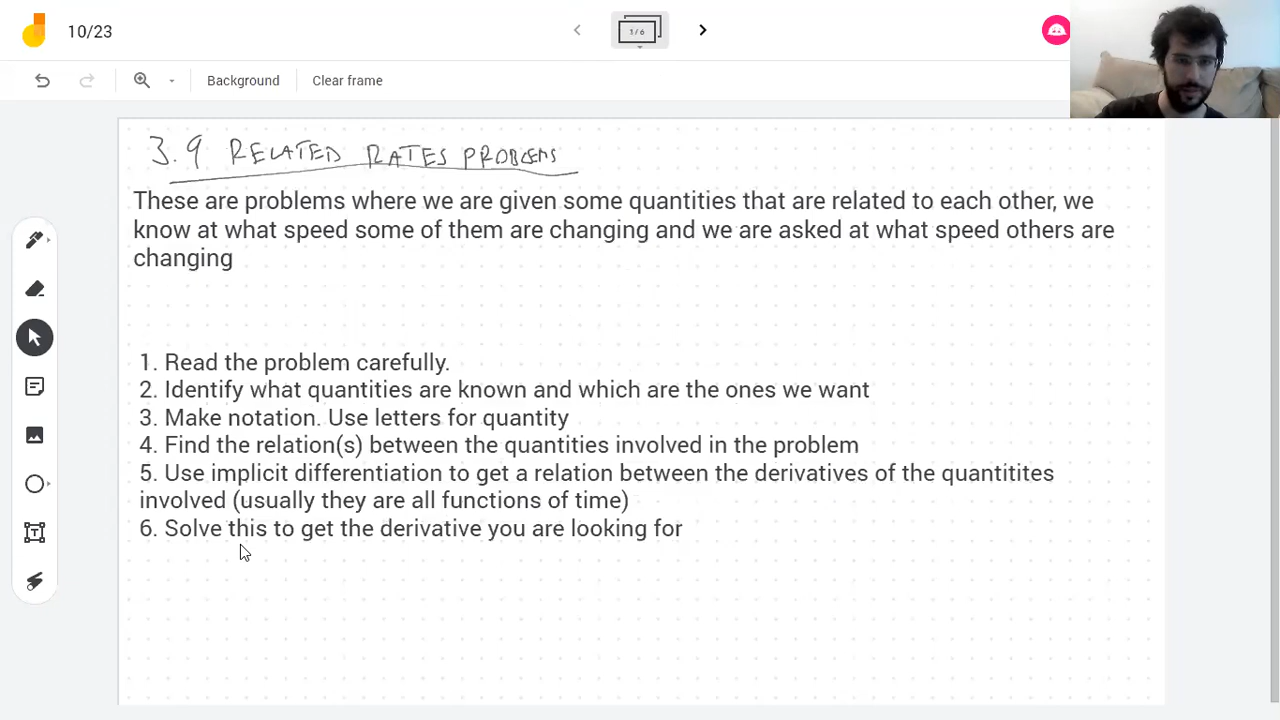 10/23
1/6
Background
Clear frame
3.9 RELATED RATES PROBLEMS
These are problems where we are given some quantities that are related to each other, we
know at what speed some of them are changing and we are asked at what speed others are
changing
1. Read the problem carefully.
2. Identify what quantities are known and which are the ones we want
3. Make notation. Use letters for quantity
4. Find the relation(s) between the quantities involved in the problem
5. Use implicit differentiation to get a relation between the derivatives of the quantitites
involved (usually they are all functions of time)
6. Solve this to get the derivative you are looking for